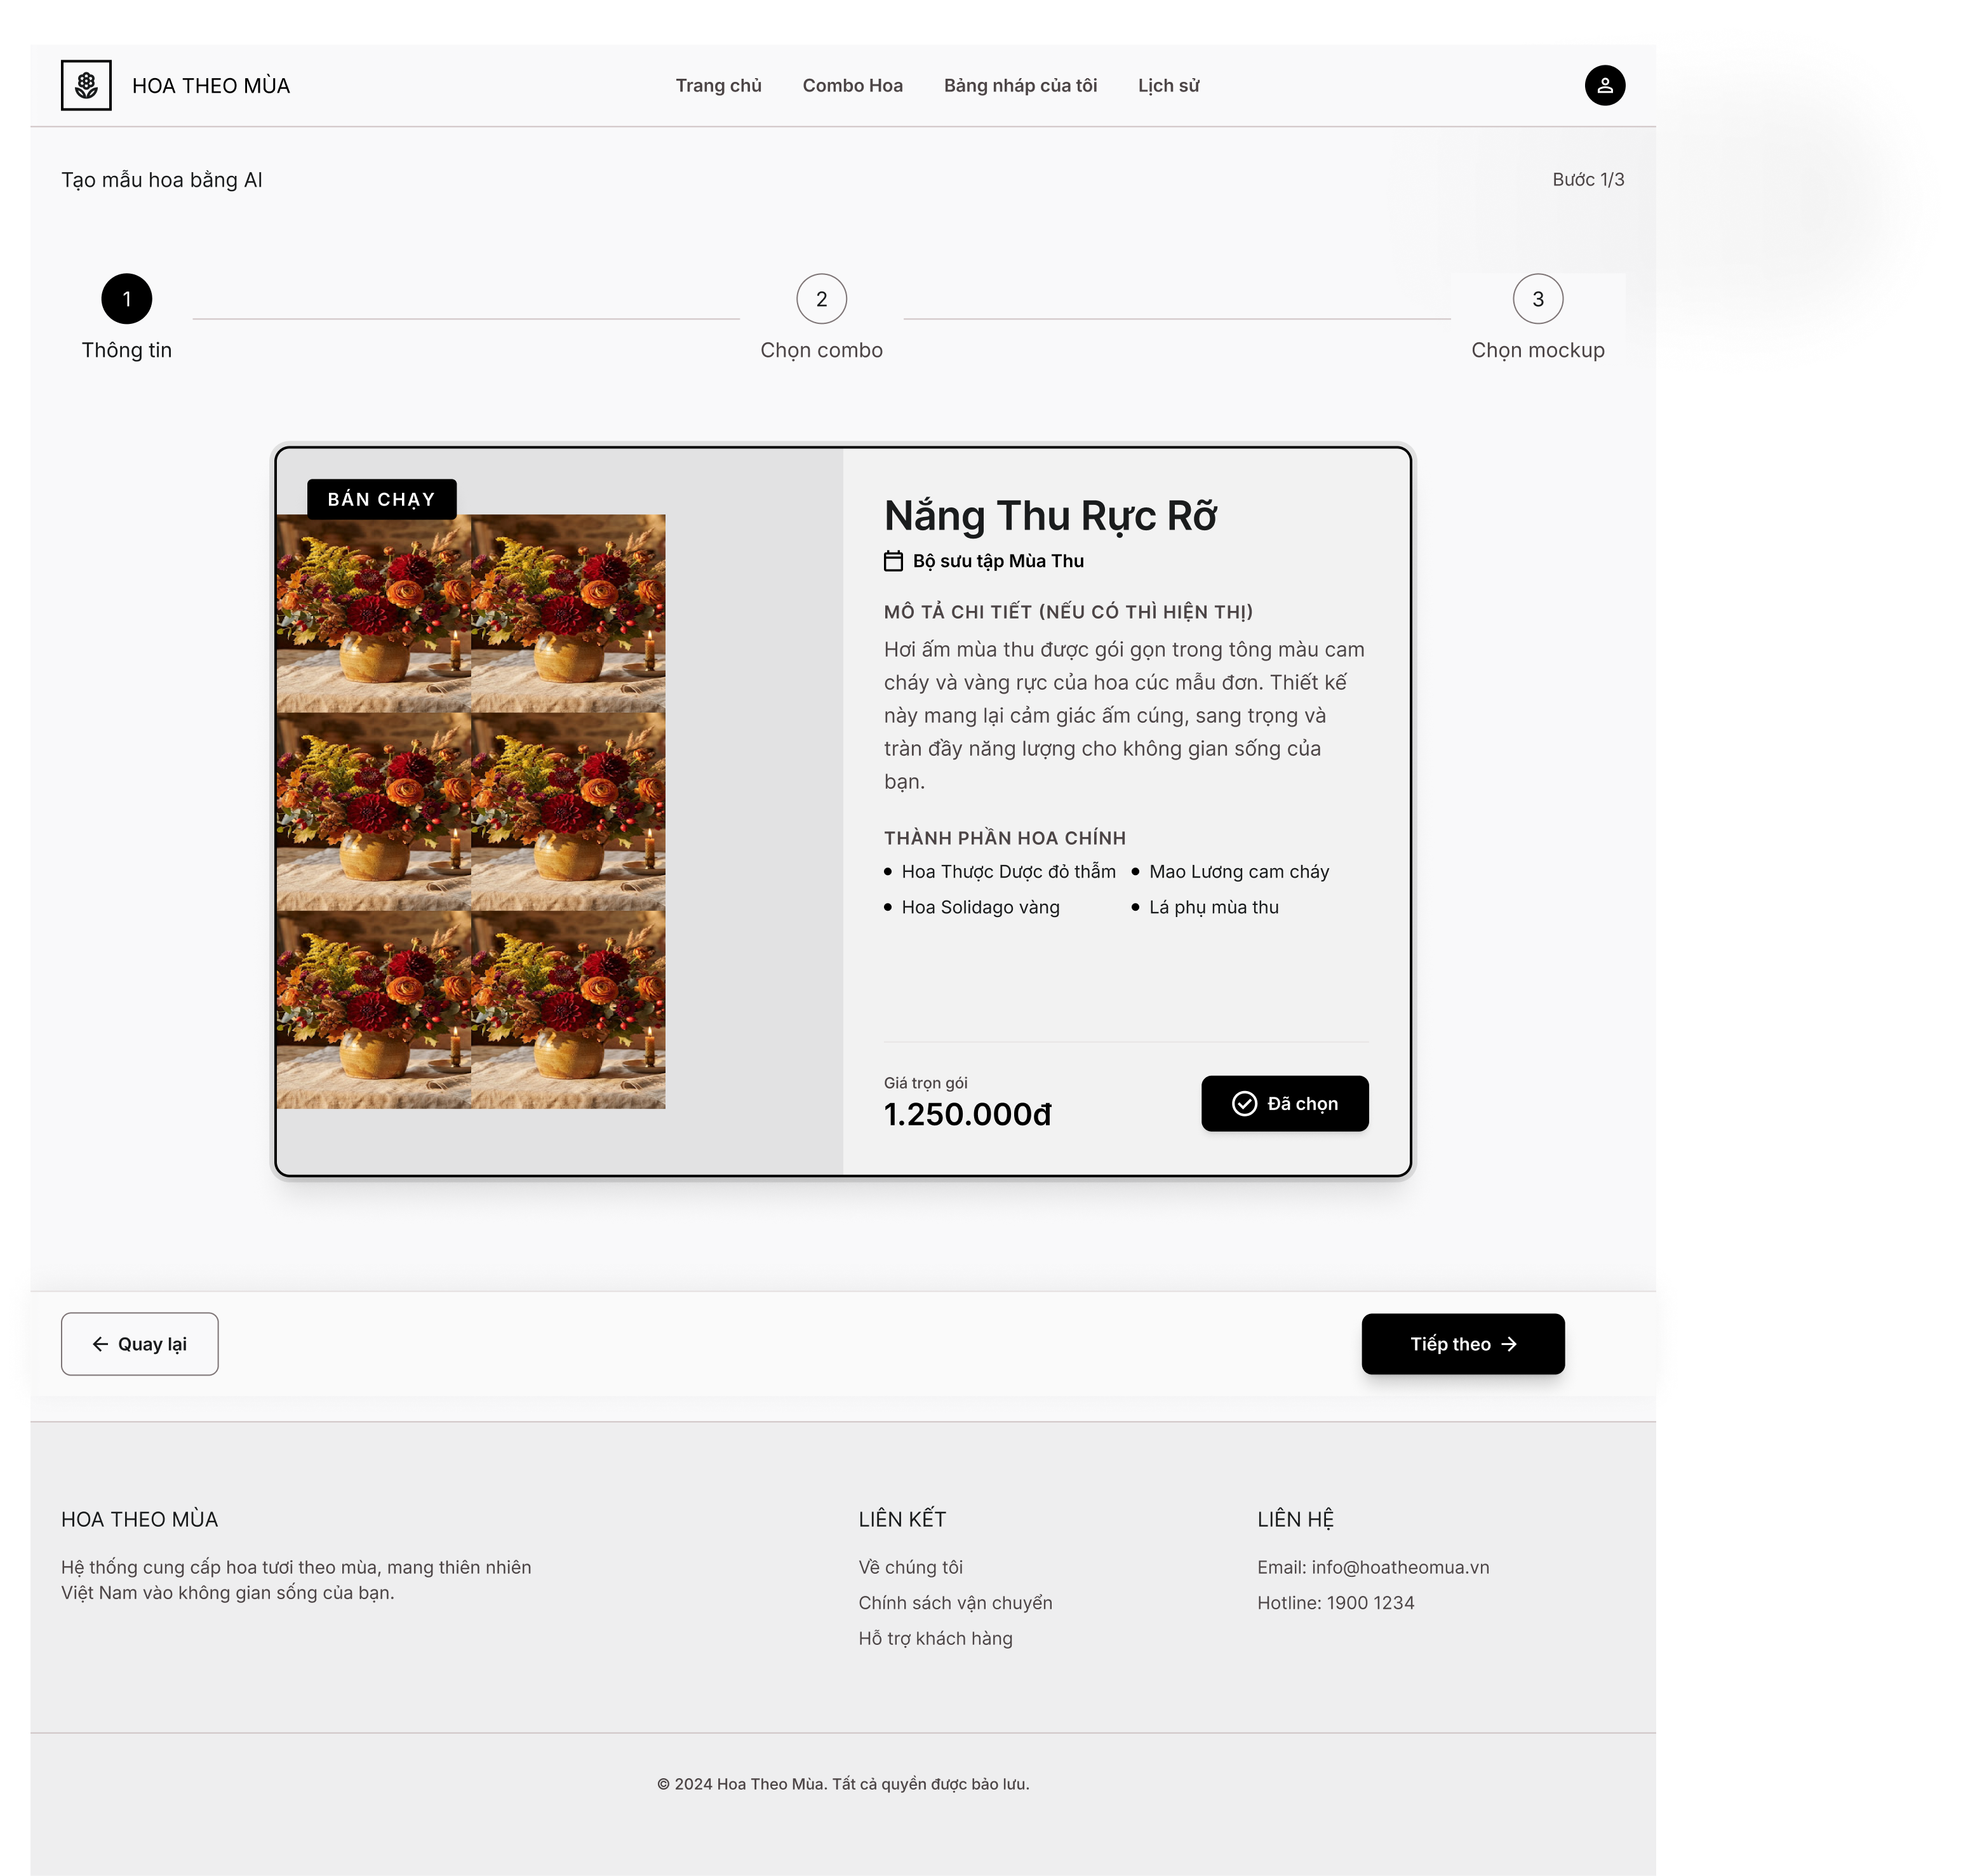 HOA THEO MÙA
Trang chủ
Combo Hoa
Bảng nháp của tôi
Lịch sử
Tạo mẫu hoa bằng AI
Bước 1/3
1
Thông tin
2
Chọn combo
3
Chọn mockup
BÁN CHẠY
Nắng Thu Rực Rỡ
Bộ sưu tập Mùa Thu
MÔ TẢ CHI TIẾT (NẾU CÓ THÌ HIỆN THỊ)
Hơi ấm mùa thu được gói gọn trong tông màu cam
cháy và vàng rực của hoa cúc mẫu đơn. Thiết kế
này mang lại cảm giác ấm cúng, sang trọng và
tràn đầy năng lượng cho không gian sống của
bạn.
THÀNH PHẦN HOA CHÍNH
Hoa Thược Dược đỏ thẫm
Mao Lương cam cháy
Hoa Solidago vàng
Lá phụ mùa thu
Giá trọn gói
1.250.000đ
Đã chọn
Quay lại
Tiếp theo
HOA THEO MÙA
Hệ thống cung cấp hoa tươi theo mùa, mang thiên nhiên
Việt Nam vào không gian sống của bạn.
LIÊN KẾT
Về chúng tôi
Chính sách vận chuyển
Hỗ trợ khách hàng
LIÊN HỆ
Email: info@hoatheomua.vn
Hotline: 1900 1234
© 2024 Hoa Theo Mùa. Tất cả quyền được bảo lưu.